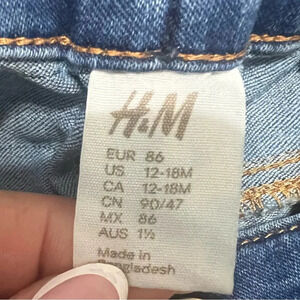 H&M
EUR 86
US 12-18M
CA 12-18M
CN 90/47
MX 86
AUS 1½
Made in
Bangladesh